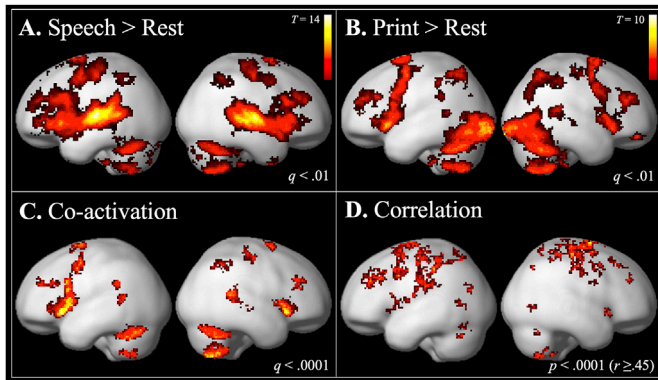 A. Speech > Rest
T = 14
q < .01
B. Print > Rest
T = 10
q < .01
C. Co-activation
q < .0001
D. Correlation
p < .0001 (r ≥.45)